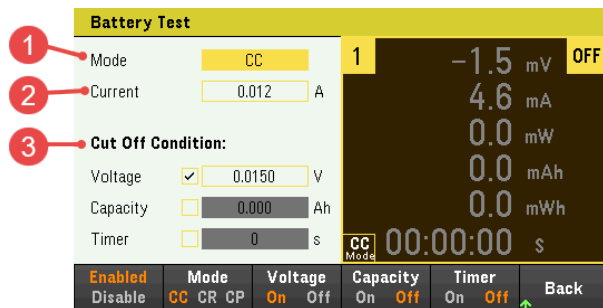 Battery Test
1
Mode CC
2
Current 0.012 A
3
Cut Off Condition:
Voltage ✓ 0.0150 V
Capacity 0.000 Ah
Timer 0 s
1 OFF
-1.5 mV
4.6 mA
0.0 mW
0.0 mAh
0.0 mWh
CC Mode 00:00:00 s
Enabled Mode Voltage Capacity Timer Back
Disable CC CR CP On Off On Off On Off